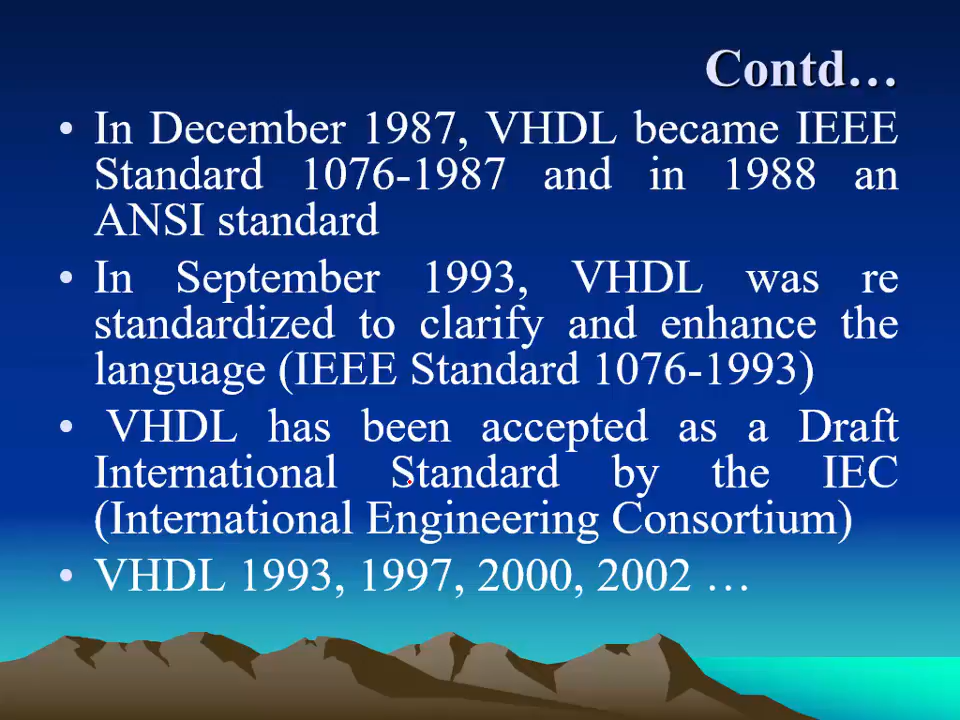 Contd…
• In December 1987, VHDL became IEEE
Standard 1076-1987 and in 1988 an
ANSI standard
• In September 1993, VHDL was re
standardized to clarify and enhance the
language (IEEE Standard 1076-1993)
• VHDL has been accepted as a Draft
International Standard by the IEC
(International Engineering Consortium)
• VHDL 1993, 1997, 2000, 2002 …